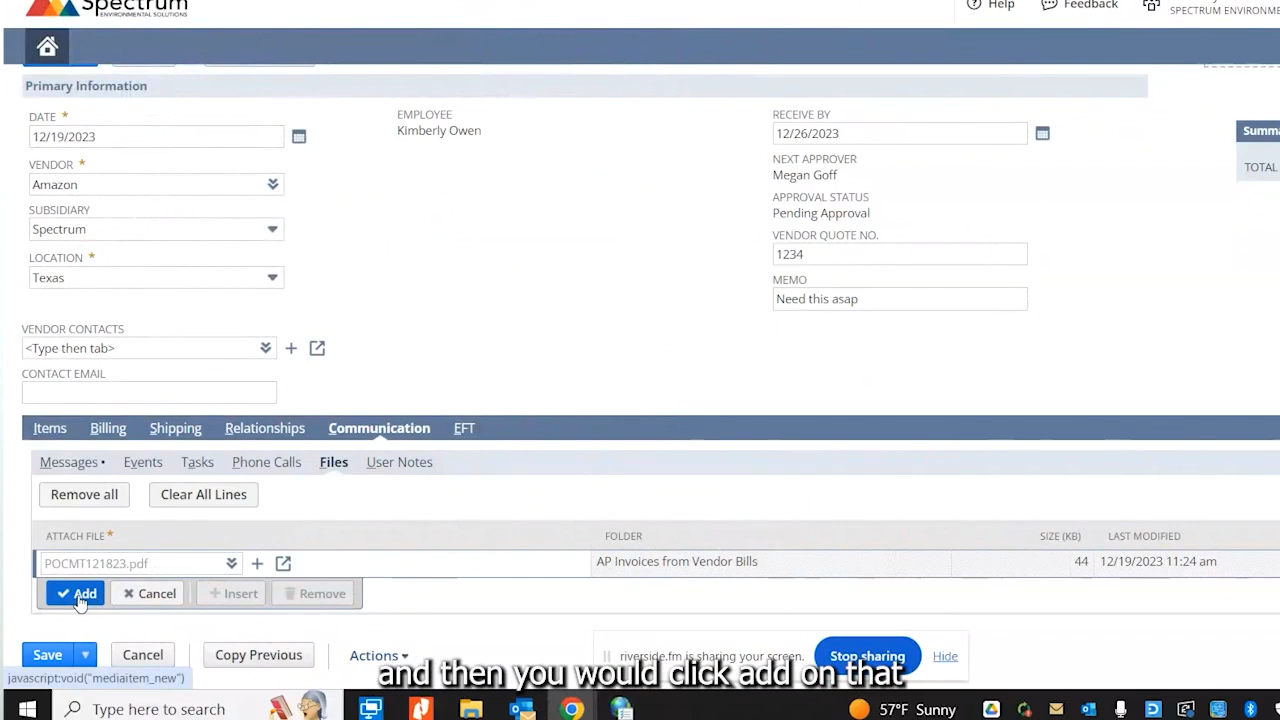 Spectrum
ENVIRONMENTAL SOLUTIONS
Help
Feedback
SPECTRUM ENVIRONME
Primary Information
DATE *
12/19/2023
VENDOR *
Amazon
SUBSIDIARY
Spectrum
LOCATION *
Texas
VENDOR CONTACTS
<Type then tab>
CONTACT EMAIL
EMPLOYEE
Kimberly Owen
RECEIVE BY
12/26/2023
NEXT APPROVER
Megan Goff
APPROVAL STATUS
Pending Approval
VENDOR QUOTE NO.
1234
MEMO
Need this asap
Summa
TOTAL
Items Billing Shipping Relationships Communication EFT
Messages • Events Tasks Phone Calls Files User Notes
Remove all Clear All Lines
ATTACH FILE * FOLDER SIZE (KB) LAST MODIFIED
POCMT121823.pdf AP Invoices from Vendor Bills 44 12/19/2023 11:24 am
Add Cancel Insert Remove
Save Cancel Copy Previous Actions
riverside.fm is sharing your screen. Stop sharing Hide
and then you would click add on that
javascript:void("mediaitem_new")
Type here to search
57°F Sunny